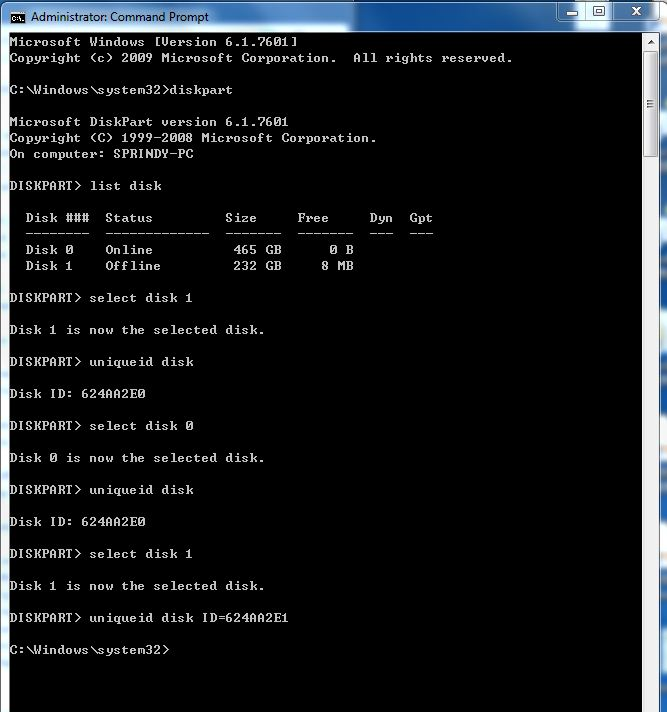 Administrator: Command Prompt
Microsoft Windows [Version 6.1.7601]
Copyright (c) 2009 Microsoft Corporation.  All rights reserved.
C:\Windows\system32>diskpart
Microsoft DiskPart version 6.1.7601
Copyright (C) 1999-2008 Microsoft Corporation.
On computer: SPRINDY-PC
DISKPART> list disk
  Disk ###  Status         Size     Free     Dyn  Gpt
  --------  -------------  -------  -------  ---  ---
  Disk 0    Online          465 GB      0 B
  Disk 1    Offline         232 GB     8 MB
DISKPART> select disk 1
Disk 1 is now the selected disk.
DISKPART> uniqueid disk
Disk ID: 624AA2E0
DISKPART> select disk 0
Disk 0 is now the selected disk.
DISKPART> uniqueid disk
Disk ID: 624AA2E0
DISKPART> select disk 1
Disk 1 is now the selected disk.
DISKPART> uniqueid disk ID=624AA2E1
C:\Windows\system32>